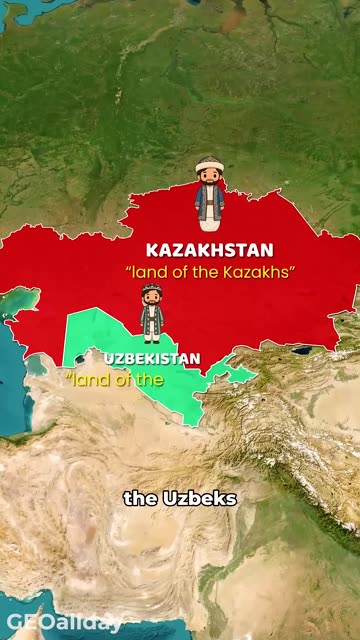 KAZAKHSTAN
“land of the Kazakhs”
UZBEKISTAN
“land of the
the Uzbeks
GEOallday